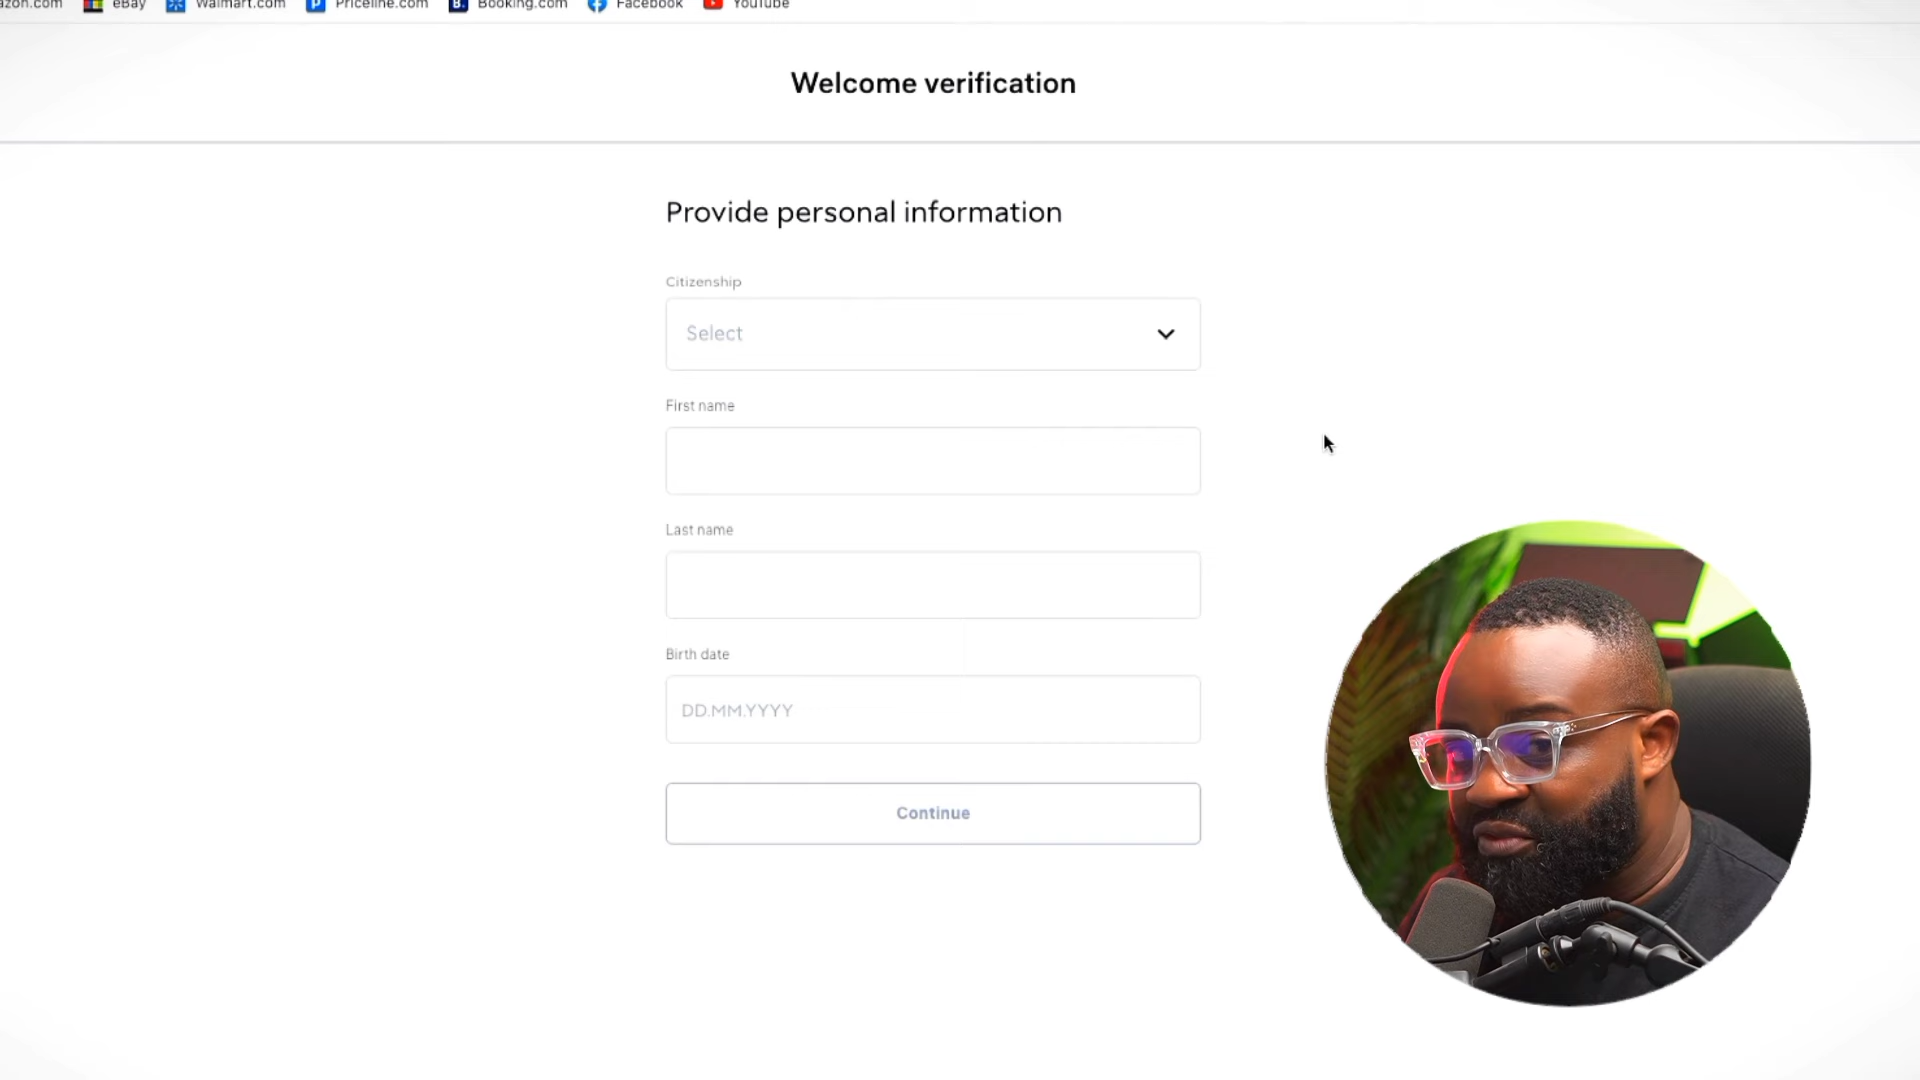 azon.com eBay Walmart.com Priceline.com Booking.com Facebook YouTube
Welcome verification
Provide personal information
Citizenship
Select
First name
Last name
Birth date
DD.MM.YYYY
Continue